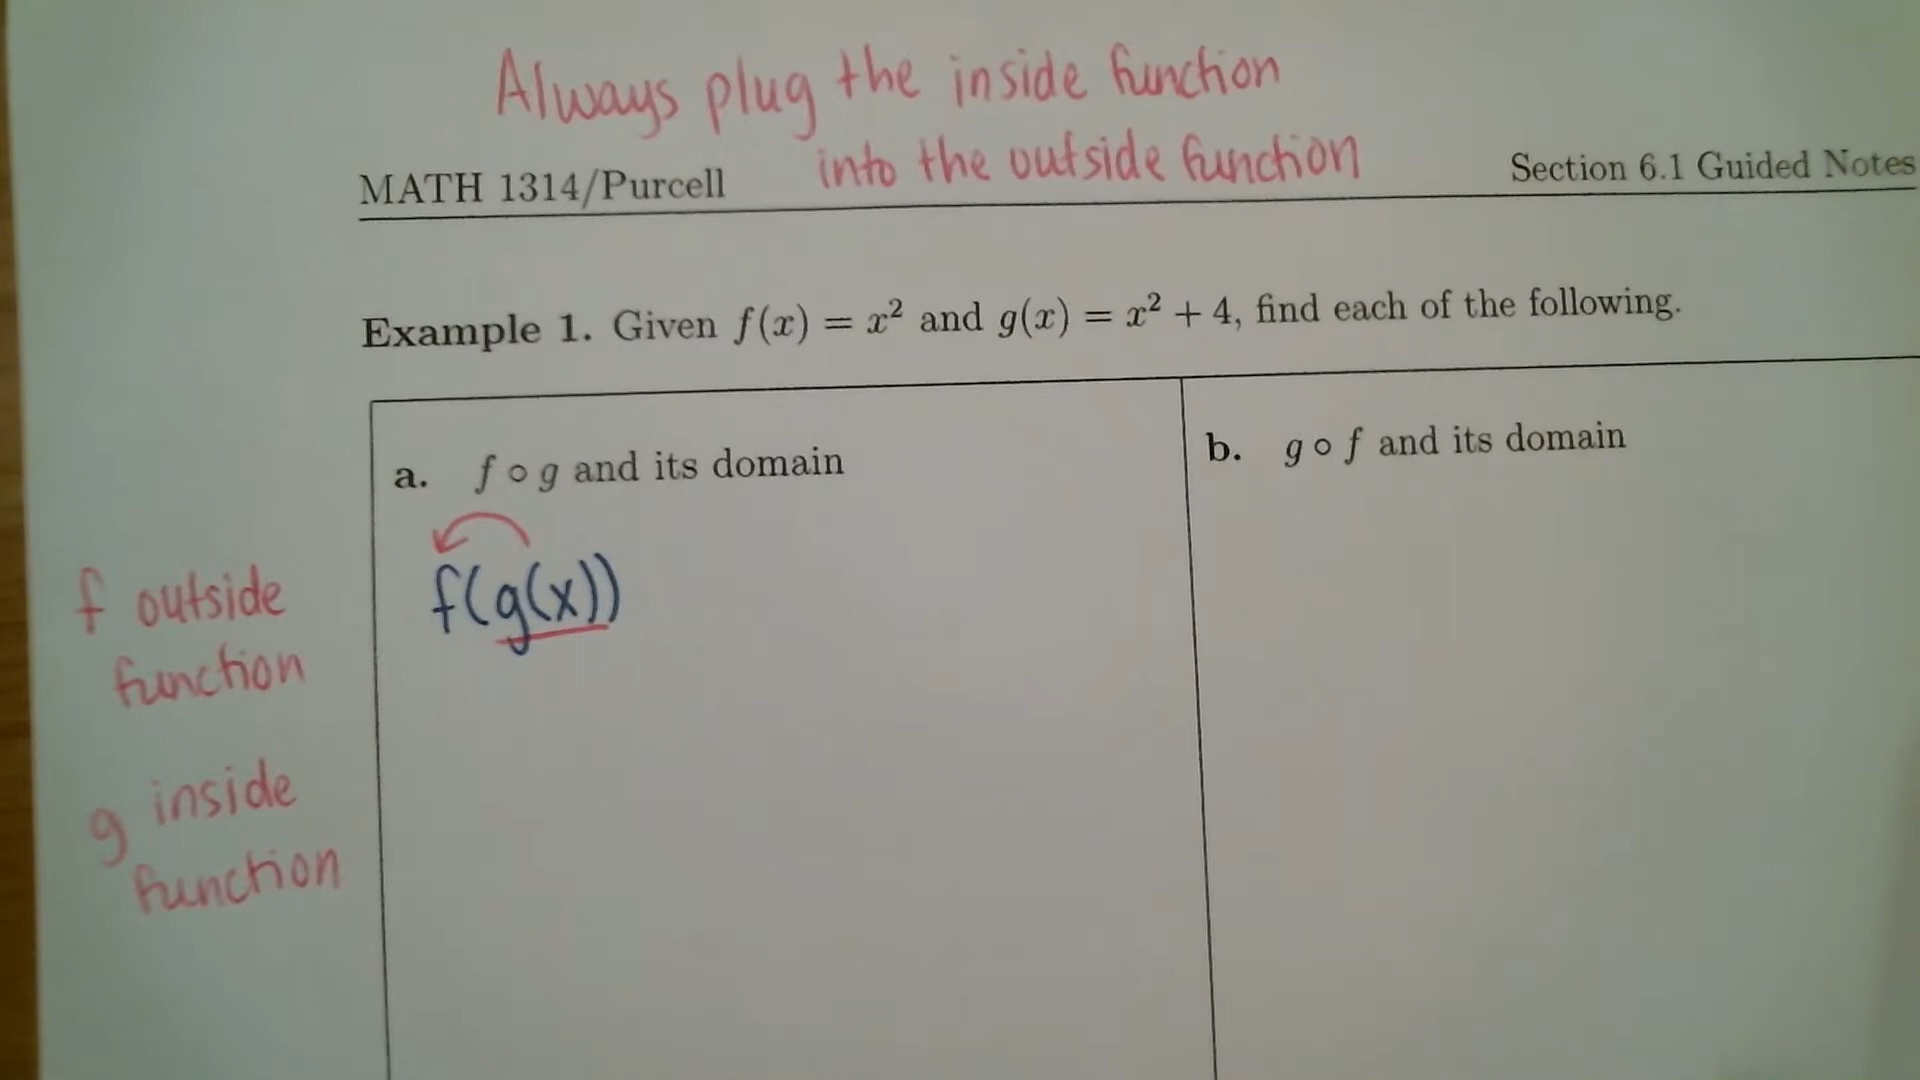 Always plug the inside function
into the outside function
MATH 1314/Purcell
Section 6.1 Guided Notes
Example 1. Given f(x) = x² and g(x) = x² + 4, find each of the following.
a. f ∘ g and its domain
f(g(x))
b. g ∘ f and its domain
f outside
function
g inside
function